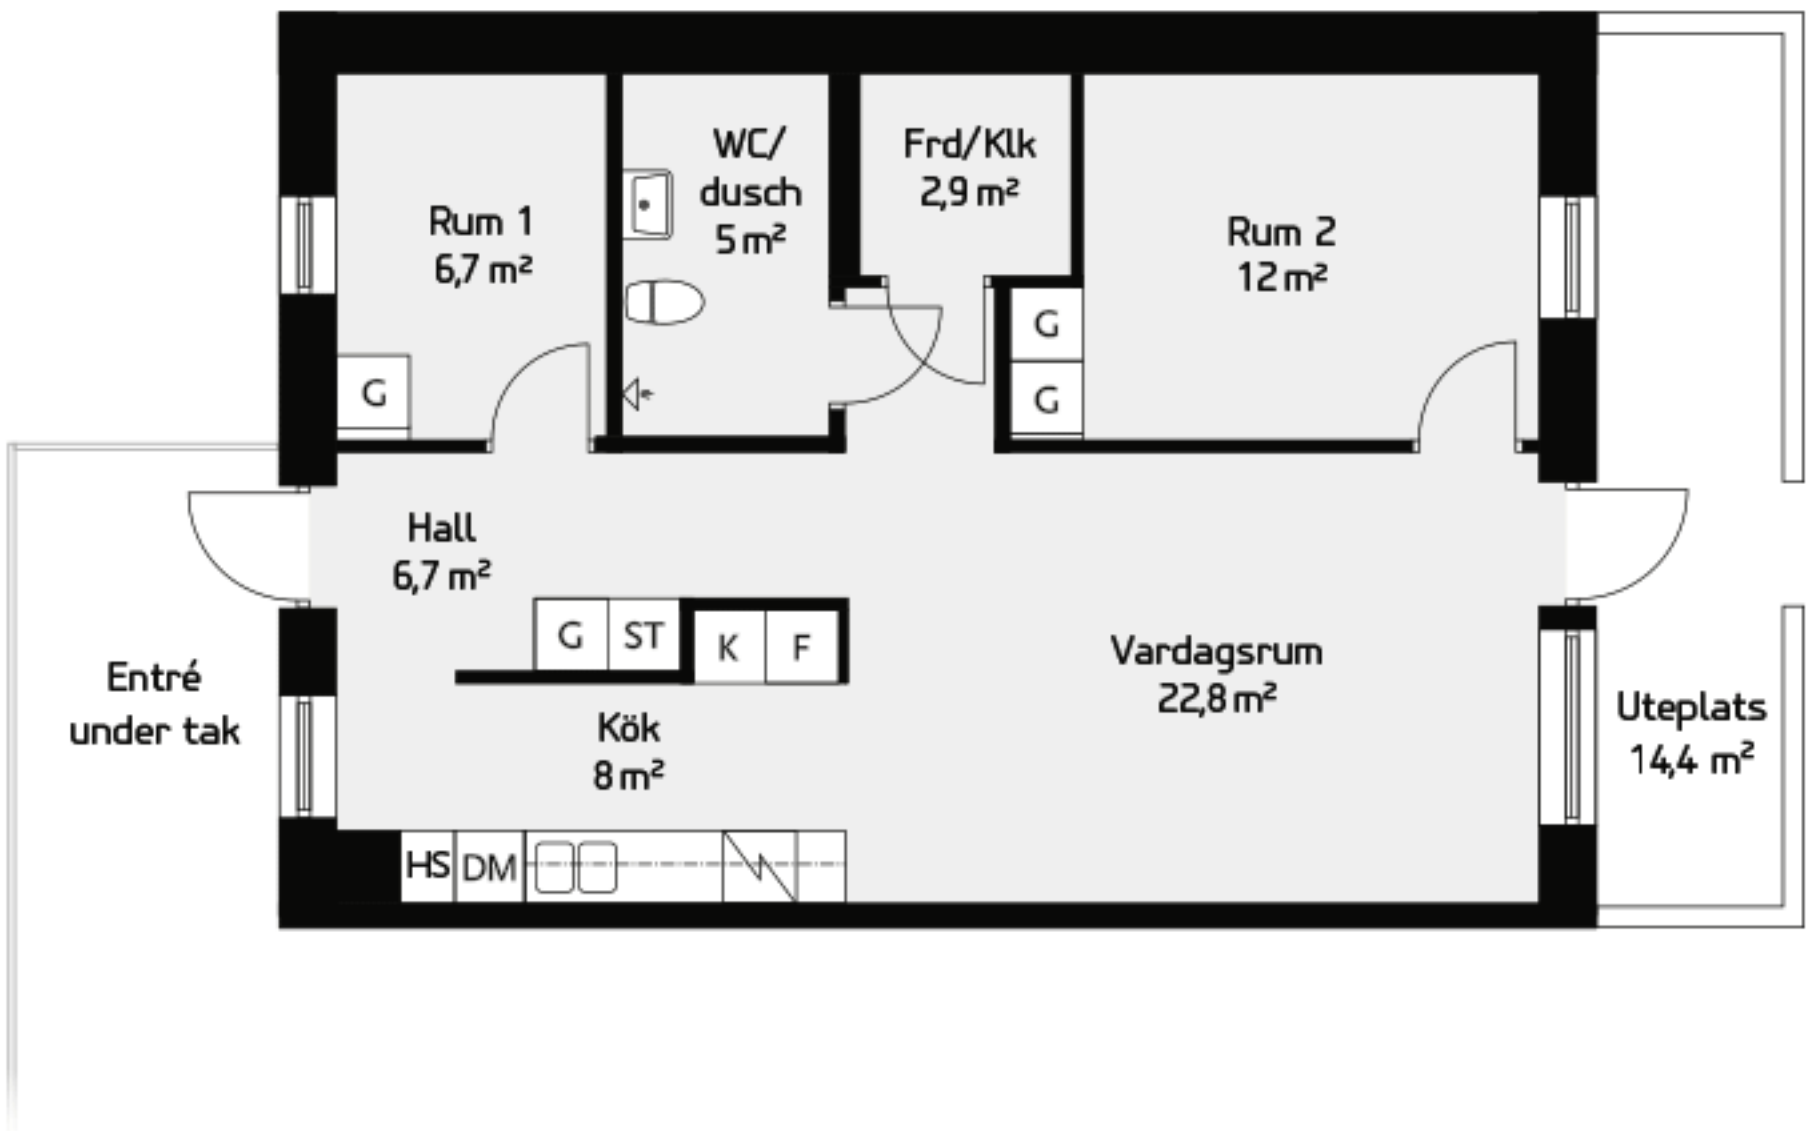 Rum 1
6,7 m²
WC/
dusch
5 m²
Frd/Klk
2,9 m²
Rum 2
12 m²
G
G
G
Hall
6,7 m²
G
ST
K
F
Entré
under tak
Kök
8 m²
Vardagsrum
22,8 m²
Uteplats
14,4 m²
HS
DM